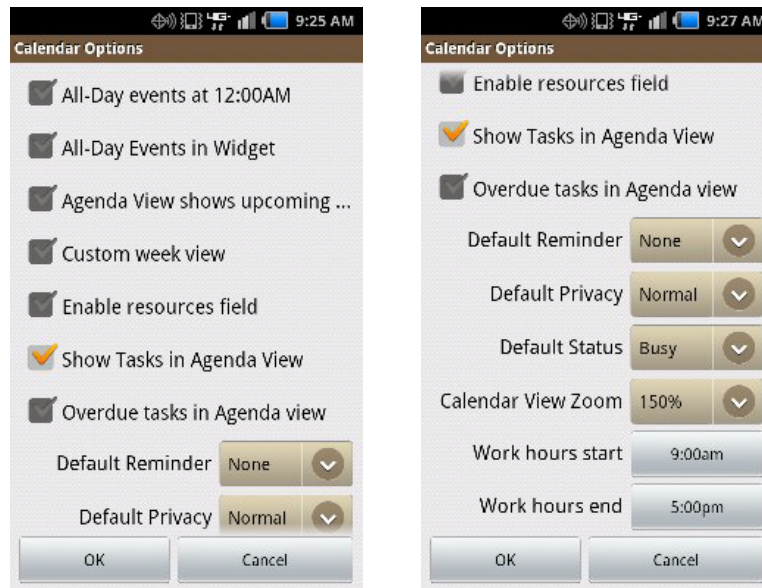 9:25 AM
Calendar Options
All-Day events at 12:00AM
All-Day Events in Widget
Agenda View shows upcoming ...
Custom week view
Enable resources field
Show Tasks in Agenda View
Overdue tasks in Agenda view
Default Reminder None
Default Privacy Normal
OK Cancel
9:27 AM
Calendar Options
Enable resources field
Show Tasks in Agenda View
Overdue tasks in Agenda view
Default Reminder None
Default Privacy Normal
Default Status Busy
Calendar View Zoom 150%
Work hours start 9:00am
Work hours end 5:00pm
OK Cancel